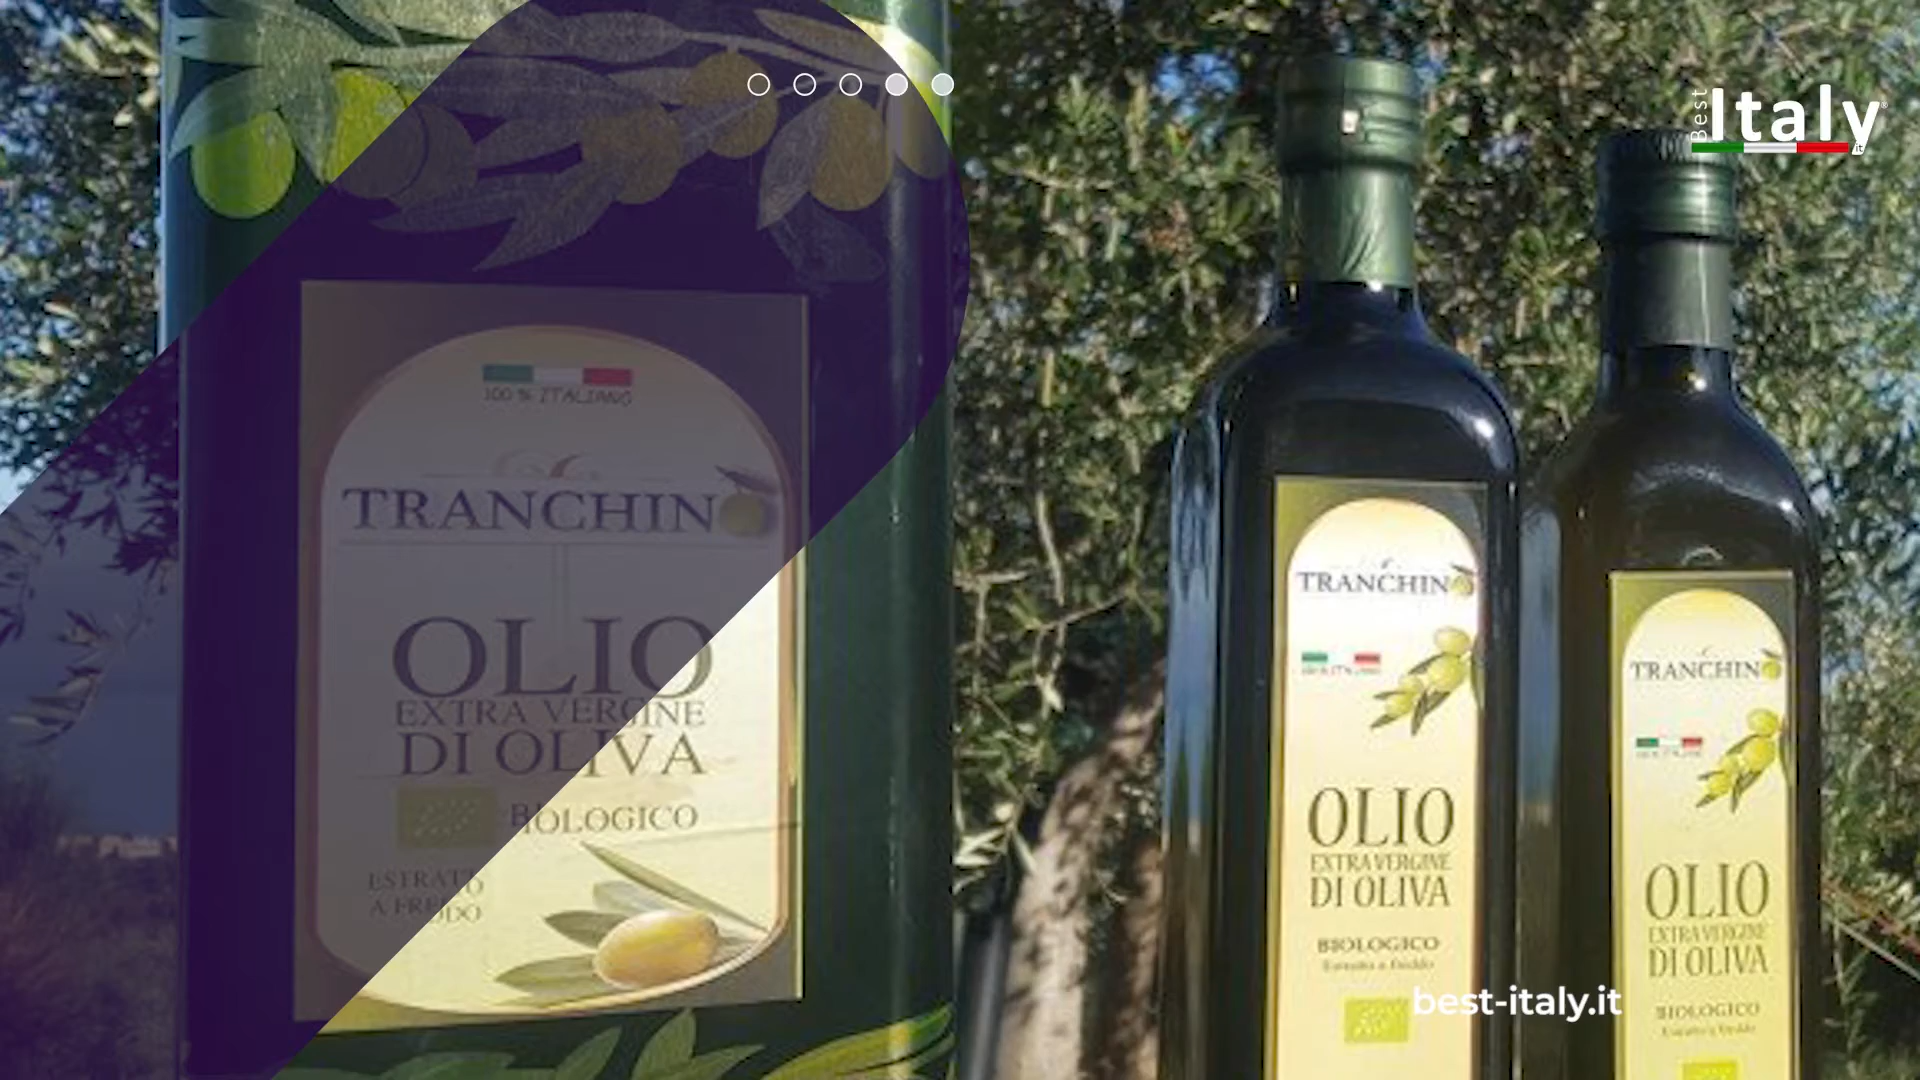 Best
Italy
it
100 % ITALIANO
TRANCHINO
OLIO
EXTRA VERGINE
DI OLIVA
BIOLOGICO
ESTRATTO
A FREDDO
TRANCHINO
OLIO
EXTRA VERGINE
DI OLIVA
BIOLOGICO
Estratto a freddo
TRANCHINO
OLIO
EXTRA VERGINE
DI OLIVA
BIOLOGICO
Estratto a freddo
best-italy.it